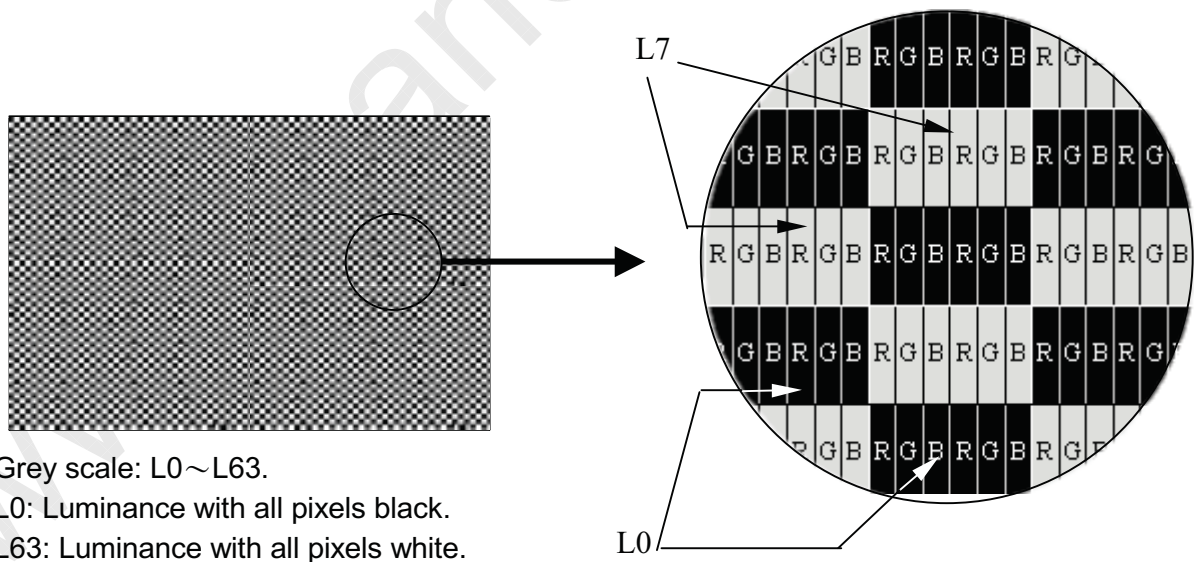 L7
G B R G B R G B R G
G B R G B R G B R G B R G
R G B R G B R G B R G B R G B R G B
G B R G B R G B R G B R G
G B R G B R G B R G
Grey scale: L0～L63.
L0: Luminance with all pixels black.
L63: Luminance with all pixels white.
L0